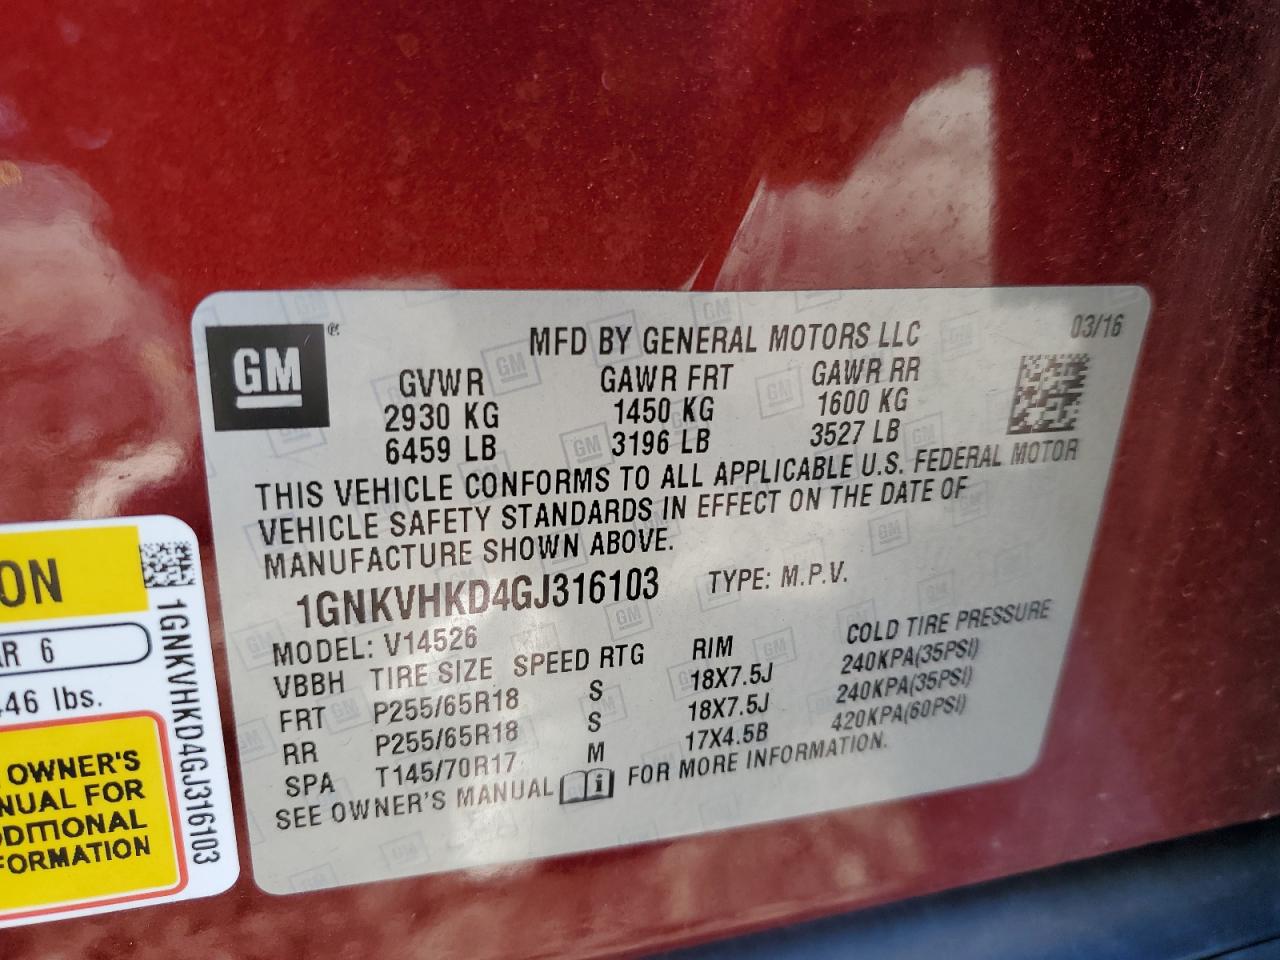 GM
®
MFD BY GENERAL MOTORS LLC
03/16
GVWR GAWR FRT GAWR RR
2930 KG 1450 KG 1600 KG
6459 LB 3196 LB 3527 LB
THIS VEHICLE CONFORMS TO ALL APPLICABLE U.S. FEDERAL MOTOR
VEHICLE SAFETY STANDARDS IN EFFECT ON THE DATE OF
MANUFACTURE SHOWN ABOVE.
1GNKVHKD4GJ316103 TYPE: M.P.V.
MODEL: V14526
VBBH TIRE SIZE SPEED RTG RIM COLD TIRE PRESSURE
FRT P255/65R18 S 18X7.5J 240KPA(35PSI)
RR P255/65R18 S 18X7.5J 240KPA(35PSI)
SPA T145/70R17 M 17X4.5B 420KPA(60PSI)
SEE OWNER'S MANUAL FOR MORE INFORMATION.
ON
AR 6
46 lbs.
OWNER'S
NUAL FOR
DDITIONAL
FORMATION
1GNKVHKD4GJ316103